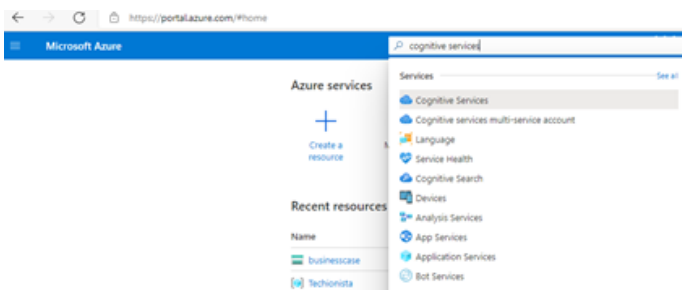 https://portal.azure.com/#home
Microsoft Azure
cognitive services
Azure services
Create a
resource
Recent resources
Name
businesscase
Techionista
Services
See all
Cognitive Services
Cognitive services multi-service account
Language
Service Health
Cognitive Search
Devices
Analysis Services
App Services
Application Services
Bot Services